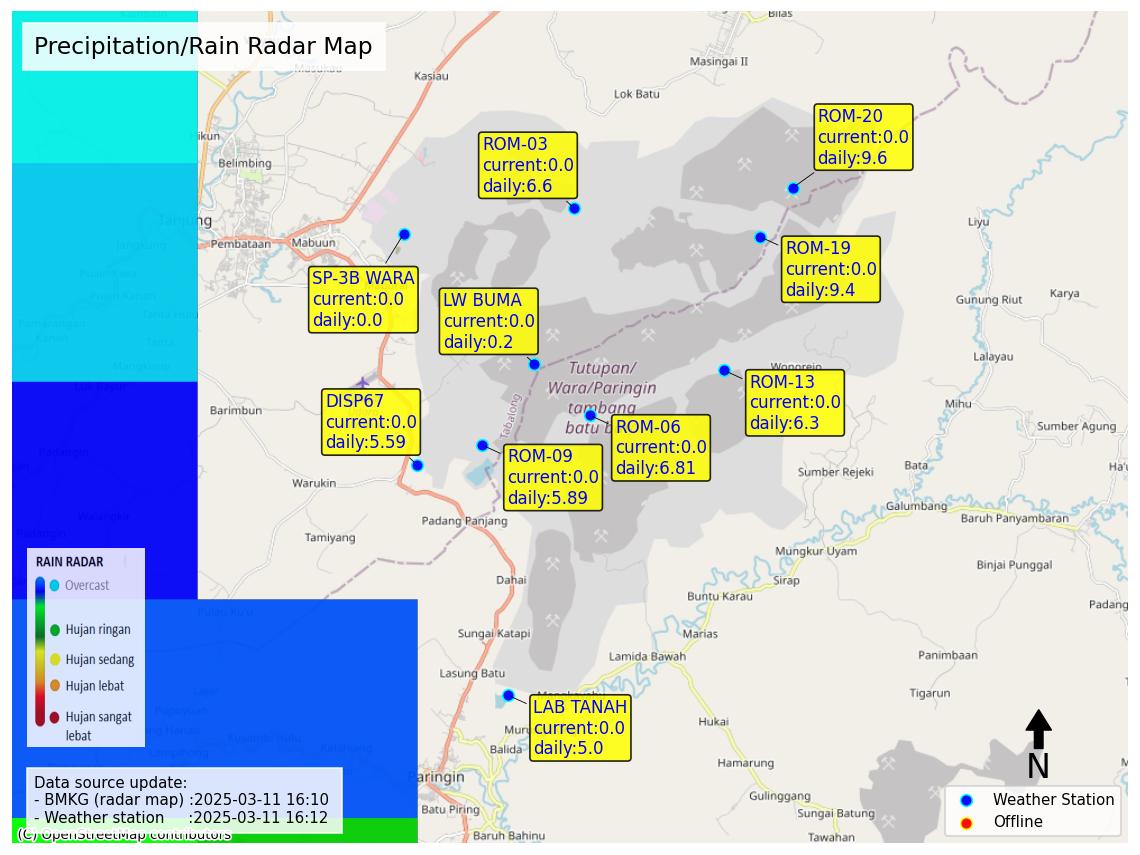 Precipitation/Rain Radar Map
Bilas
Masingai II
Kasiau
Lok Batu
Hikun
Belimbing
Tanjung
Pembataan
Mabuun
ROM-03
current:0.0
daily:6.6
ROM-20
current:0.0
daily:9.6
ROM-19
current:0.0
daily:9.4
SP-3B WARA
current:0.0
daily:0.0
LW BUMA
current:0.0
daily:0.2
Liyu
Gunung Riut
Karya
Lalayau
Wonorejo
Mihu
Sumber Agung
Tutupan/
Wara/Paringin
tambang
batu b
Tabalong
ROM-13
current:0.0
daily:6.3
DISP67
current:0.0
daily:5.59
ROM-06
current:0.0
daily:6.81
ROM-09
current:0.0
daily:5.89
Barimbun
Warukin
Tamiyang
Padang Panjang
Sumber Rejeki
Bata
Ha'u
Galumbang
Baruh Panyambaran
Mungkur Uyam
Binjai Punggal
Sirap
Dahai
Buntu Karau
Padang
Sungai Katapi
Marias
Lamida Bawah
Panimbaan
Lasung Batu
Tigarun
LAB TANAH
current:0.0
daily:5.0
Muru
Balida
Hukai
Hamarung
Paringin
Batu Piring
Baruh Bahinu
Gulinggang
Sungai Batung
Tawahan
RAIN RADAR
Overcast
Hujan ringan
Hujan sedang
Hujan lebat
Hujan sangat
lebat
Data source update:
- BMKG (radar map) :2025-03-11 16:10
- Weather station :2025-03-11 16:12
(C) OpenStreetMap contributors
N
Weather Station
Offline